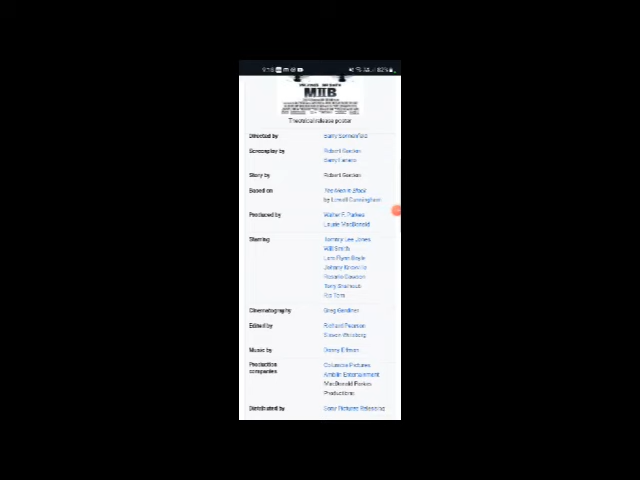 MIIB
Theatrical release poster
Directed by Barry Sonnenfeld
Screenplay by Robert Gordon
Barry Fanaro
Story by Robert Gordon
Based on The Men in Black
by Lowell Cunningham
Produced by Walter F. Parkes
Laurie MacDonald
Starring Tommy Lee Jones
Will Smith
Lara Flynn Boyle
Johnny Knoxville
Rosario Dawson
Tony Shalhoub
Rip Torn
Cinematography Greg Gardiner
Edited by Richard Pearson
Steven Weisberg
Music by Danny Elfman
Production companies Columbia Pictures
Amblin Entertainment
MacDonald Parkes
Productions
Distributed by Sony Pictures Releasing